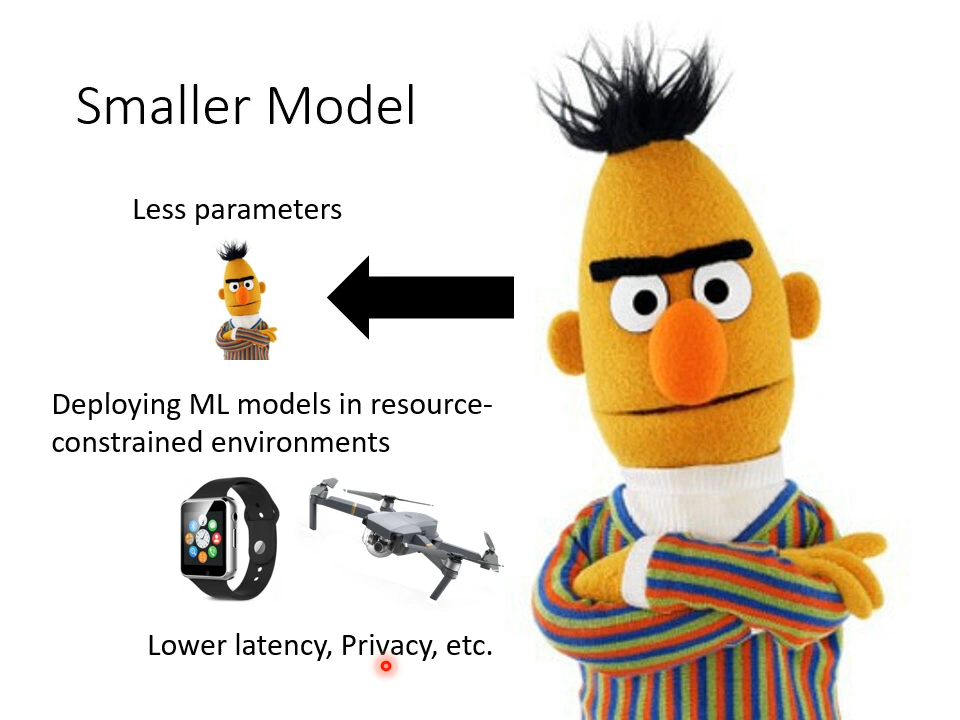 Smaller Model
Less parameters
Deploying ML models in resource-
constrained environments
Lower latency, Privacy, etc.